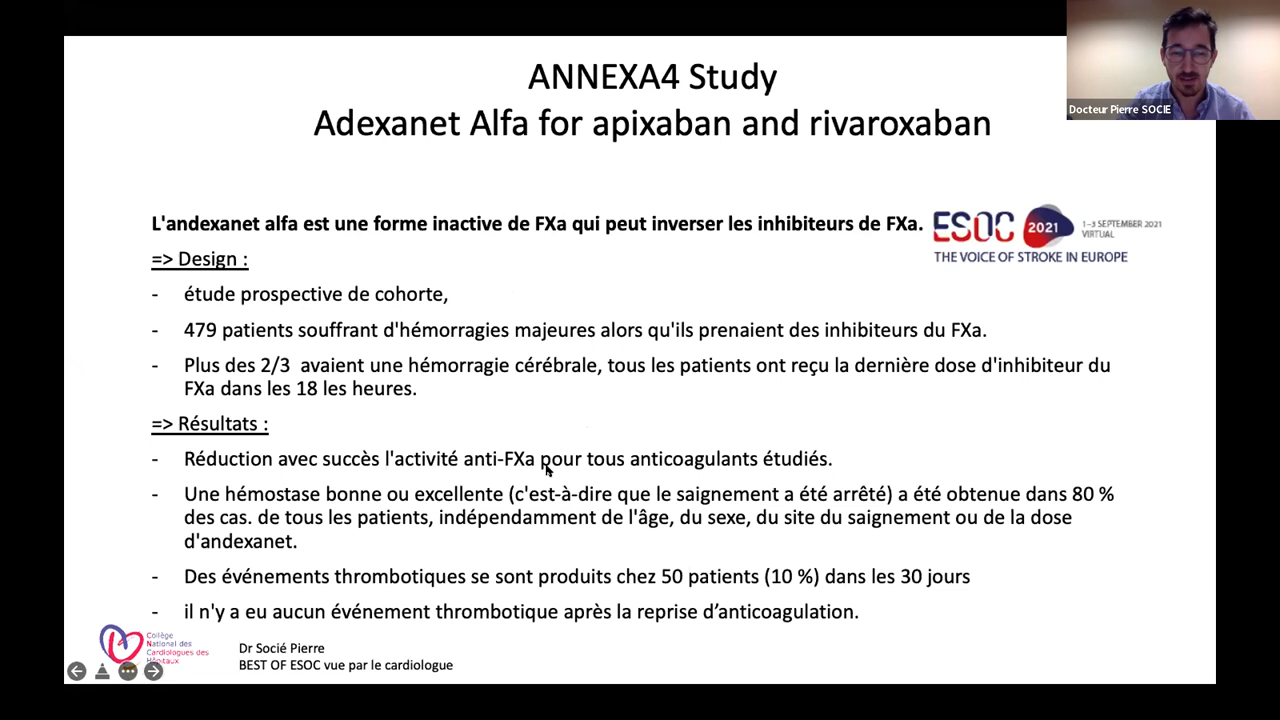 ANNEXA4 Study
Adexanet Alfa for apixaban and rivaroxaban
Docteur Pierre SOCIE
L'andexanet alfa est une forme inactive de FXa qui peut inverser les inhibiteurs de FXa.
ESOC 2021
1–3 SEPTEMBER 2021
VIRTUAL
THE VOICE OF STROKE IN EUROPE
=> Design :
- étude prospective de cohorte,
- 479 patients souffrant d'hémorragies majeures alors qu'ils prenaient des inhibiteurs du FXa.
- Plus des 2/3 avaient une hémorragie cérébrale, tous les patients ont reçu la dernière dose d'inhibiteur du
FXa dans les 18 les heures.
=> Résultats :
- Réduction avec succès l'activité anti-FXa pour tous anticoagulants étudiés.
- Une hémostase bonne ou excellente (c'est-à-dire que le saignement a été arrêté) a été obtenue dans 80 %
des cas. de tous les patients, indépendamment de l'âge, du sexe, du site du saignement ou de la dose
d'andexanet.
- Des événements thrombotiques se sont produits chez 50 patients (10 %) dans les 30 jours
- il n'y a eu aucun événement thrombotique après la reprise d’anticoagulation.
Collège
National des
Cardiologues des
Hôpitaux
Dr Socié Pierre
BEST OF ESOC vue par le cardiologue